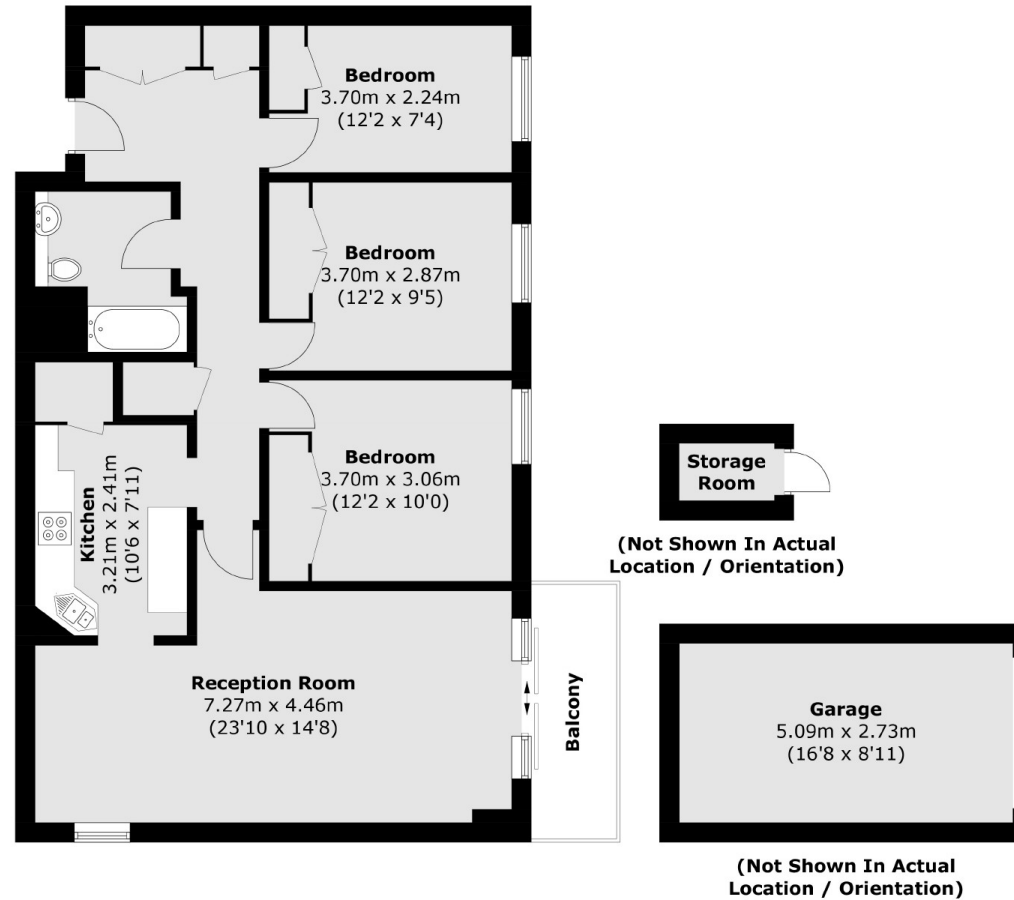 Bedroom
3.70m x 2.24m
(12'2 x 7'4)
Bedroom
3.70m x 2.87m
(12'2 x 9'5)
Bedroom
3.70m x 3.06m
(12'2 x 10'0)
Kitchen
3.21m x 2.41m
(10'6 x 7'11)
Reception Room
7.27m x 4.46m
(23'10 x 14'8)
Balcony
Storage
Room
(Not Shown In Actual
Location / Orientation)
Garage
5.09m x 2.73m
(16'8 x 8'11)
(Not Shown In Actual
Location / Orientation)